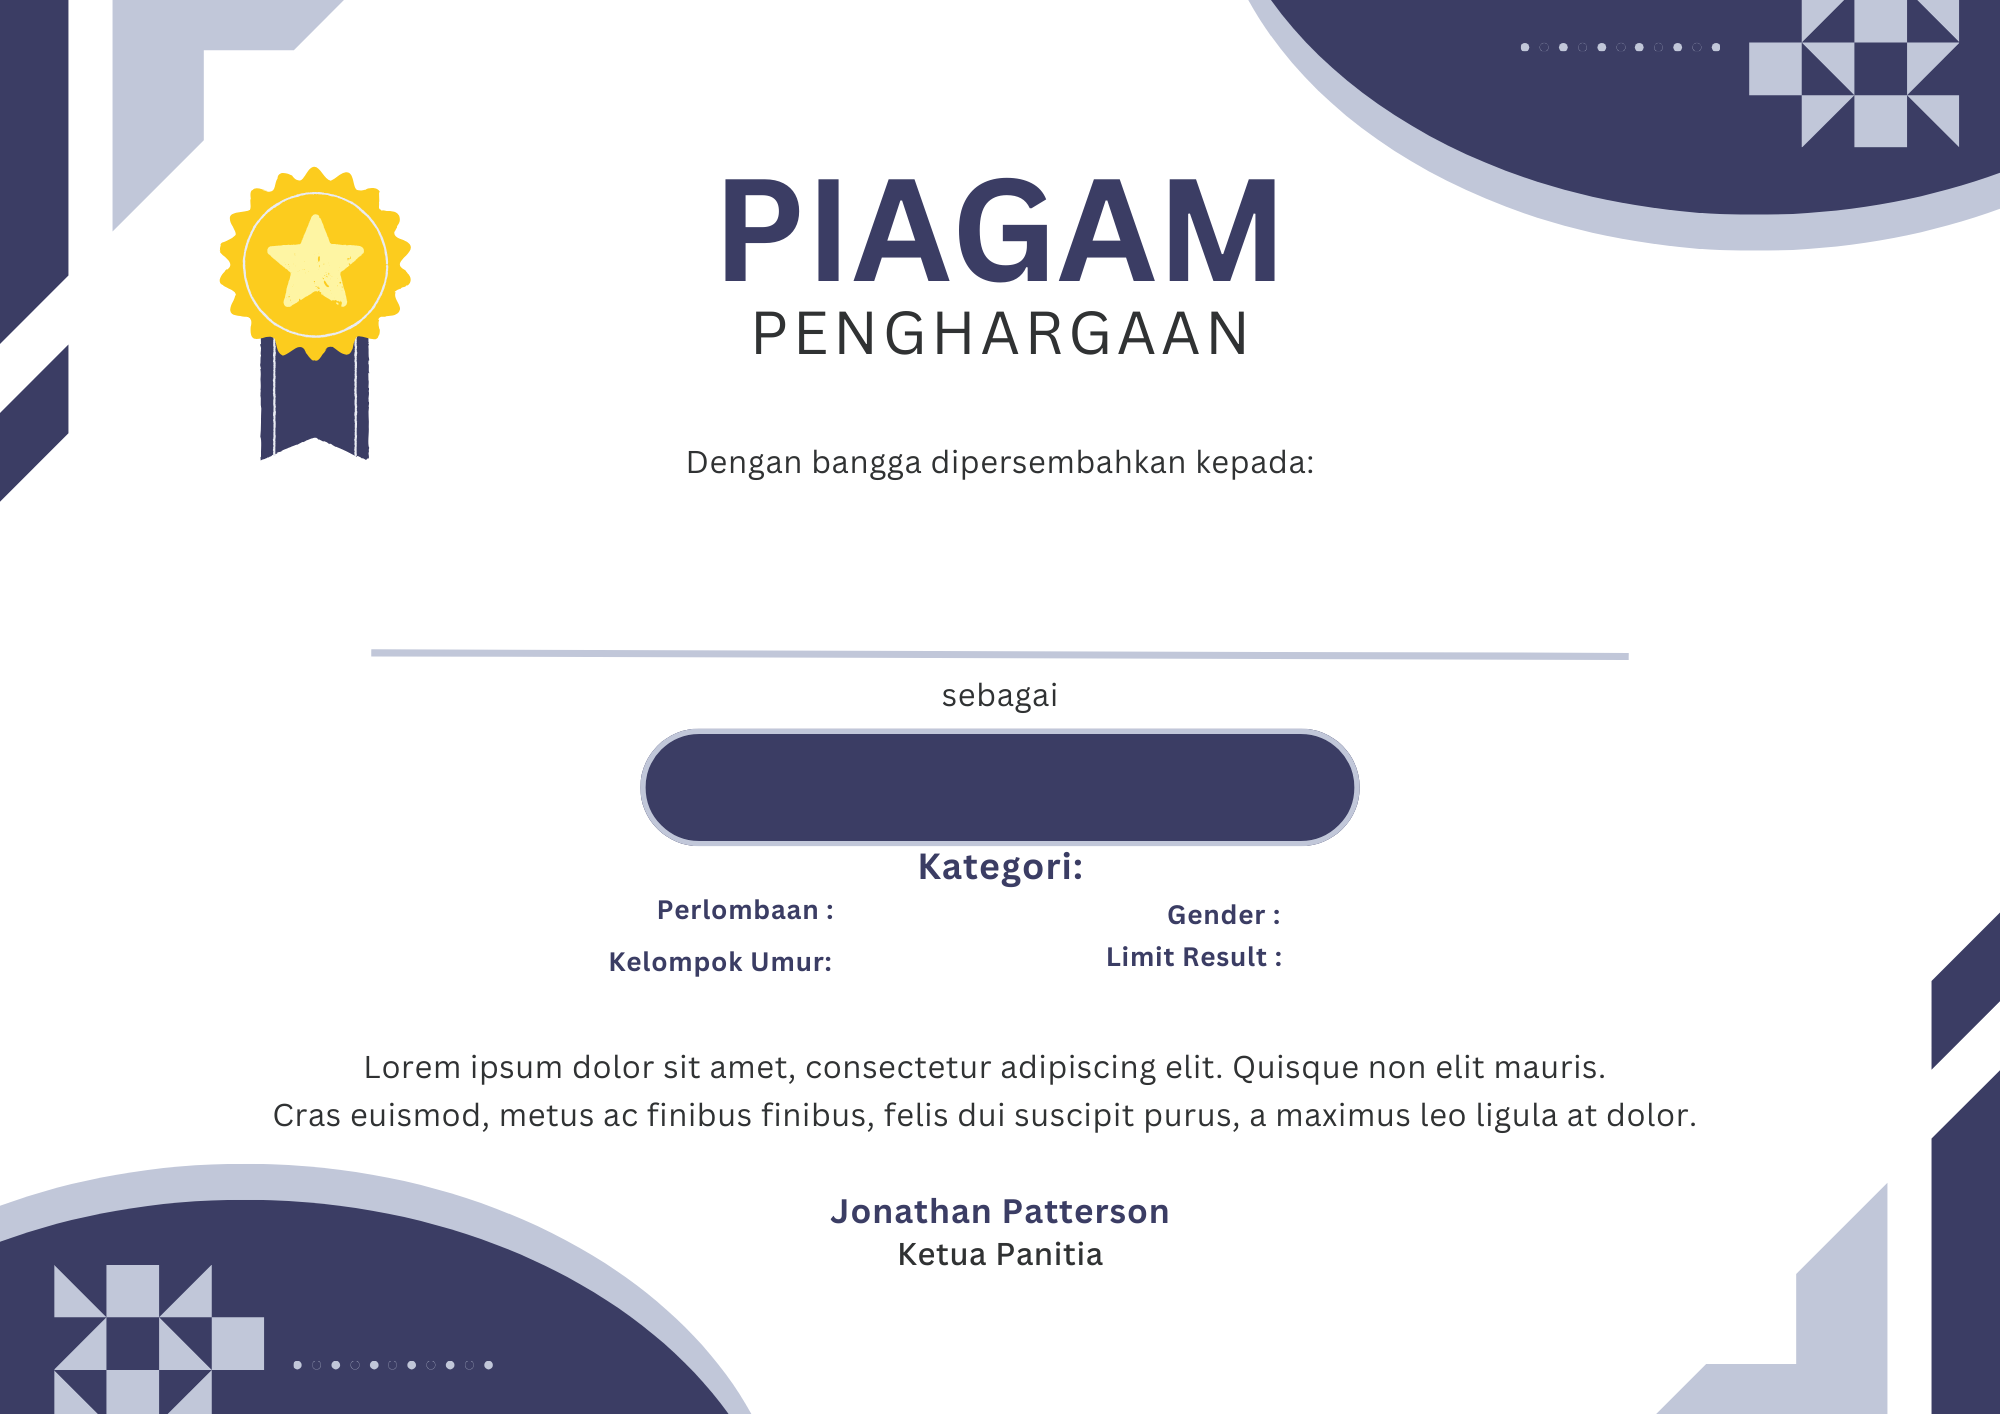 PIAGAM
PENGHARGAAN
Dengan bangga dipersembahkan kepada:
sebagai
Kategori:
Perlombaan :
Gender :
Kelompok Umur:
Limit Result :
Lorem ipsum dolor sit amet, consectetur adipiscing elit. Quisque non elit mauris.
Cras euismod, metus ac finibus finibus, felis dui suscipit purus, a maximus leo ligula at dolor.
Jonathan Patterson
Ketua Panitia